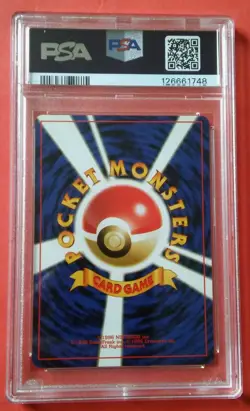 PSA PSA
126661748
POCKET MONSTERS
CARD GAME